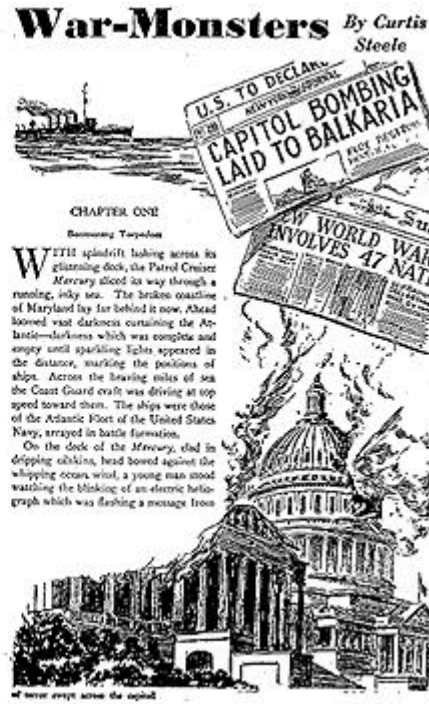 War-Monsters
By Curtis
Steele
U.S. TO DECLARE
CAPITOL BOMBING
LAID TO BALKARIA
NEW WORLD WAR
INVOLVES 47 NATI
CHAPTER ONE
Booming Torpedoes
WITH spindrift lashing across its
glistening deck, the Patrol Cruiser
Mercury sliced its way through a
running, inky sea. The broken coastline
of Maryland lay far behind it now. Ahead
loomed vast darkness curtaining the At-
lantic—darkness which was complete and
empty until sparkling lights appeared in
the distance, marking the positions of
ships. Across the heaving miles of sea
the Coast Guard craft was driving at top
speed toward them. The ships were those
of the Atlantic Fleet of the United States
Navy, arrayed in battle formation.
On the deck of the Mercury, clad in
dripping oilskins, head bowed against the
whipping ocean wind, a young man stood
watching the blinking of an electric helio-
graph which was flashing a message from
of terror swept across the capitol